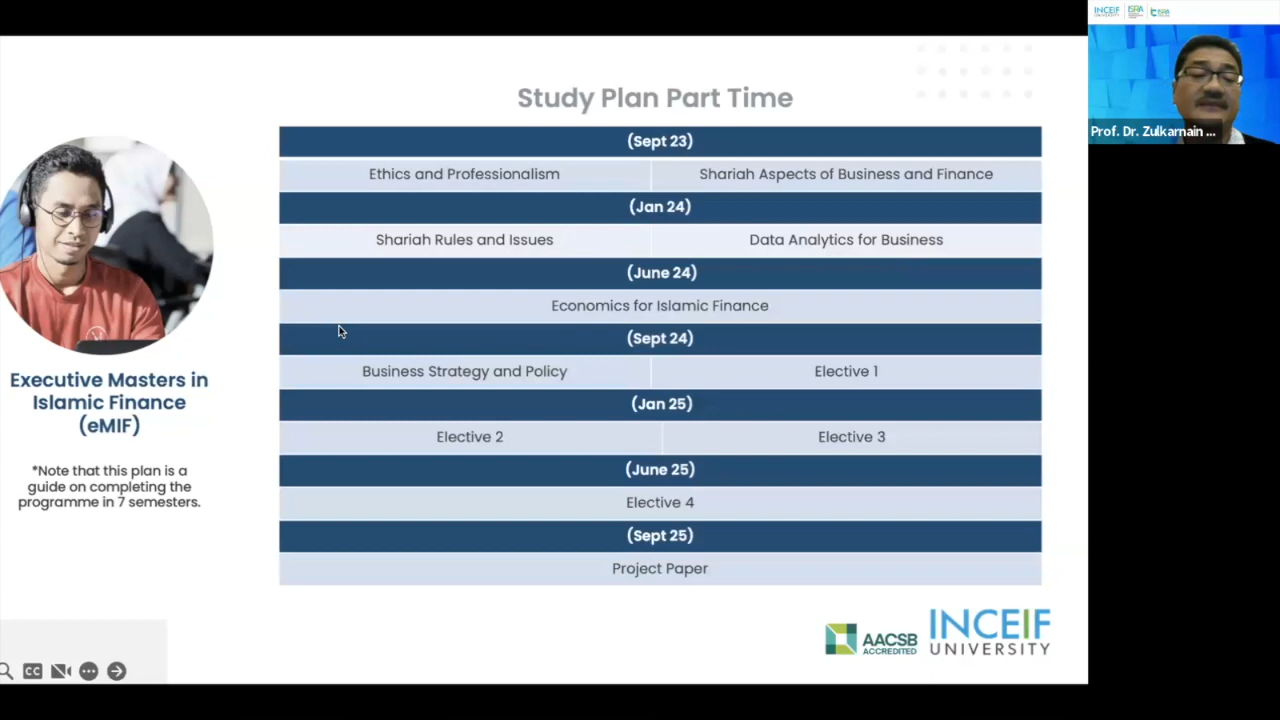 Study Plan Part Time
(Sept 23)
Ethics and Professionalism
Shariah Aspects of Business and Finance
(Jan 24)
Shariah Rules and Issues
Data Analytics for Business
(June 24)
Economics for Islamic Finance
(Sept 24)
Business Strategy and Policy
Elective 1
(Jan 25)
Elective 2
Elective 3
(June 25)
Elective 4
(Sept 25)
Project Paper
Executive Masters in
Islamic Finance
(eMIF)
*Note that this plan is a
guide on completing the
programme in 7 semesters.
CC
AACSB
ACCREDITED
INCEIF
UNIVERSITY
INCEIF
UNIVERSITY
ISRA
Prof. Dr. Zulkarnain ...